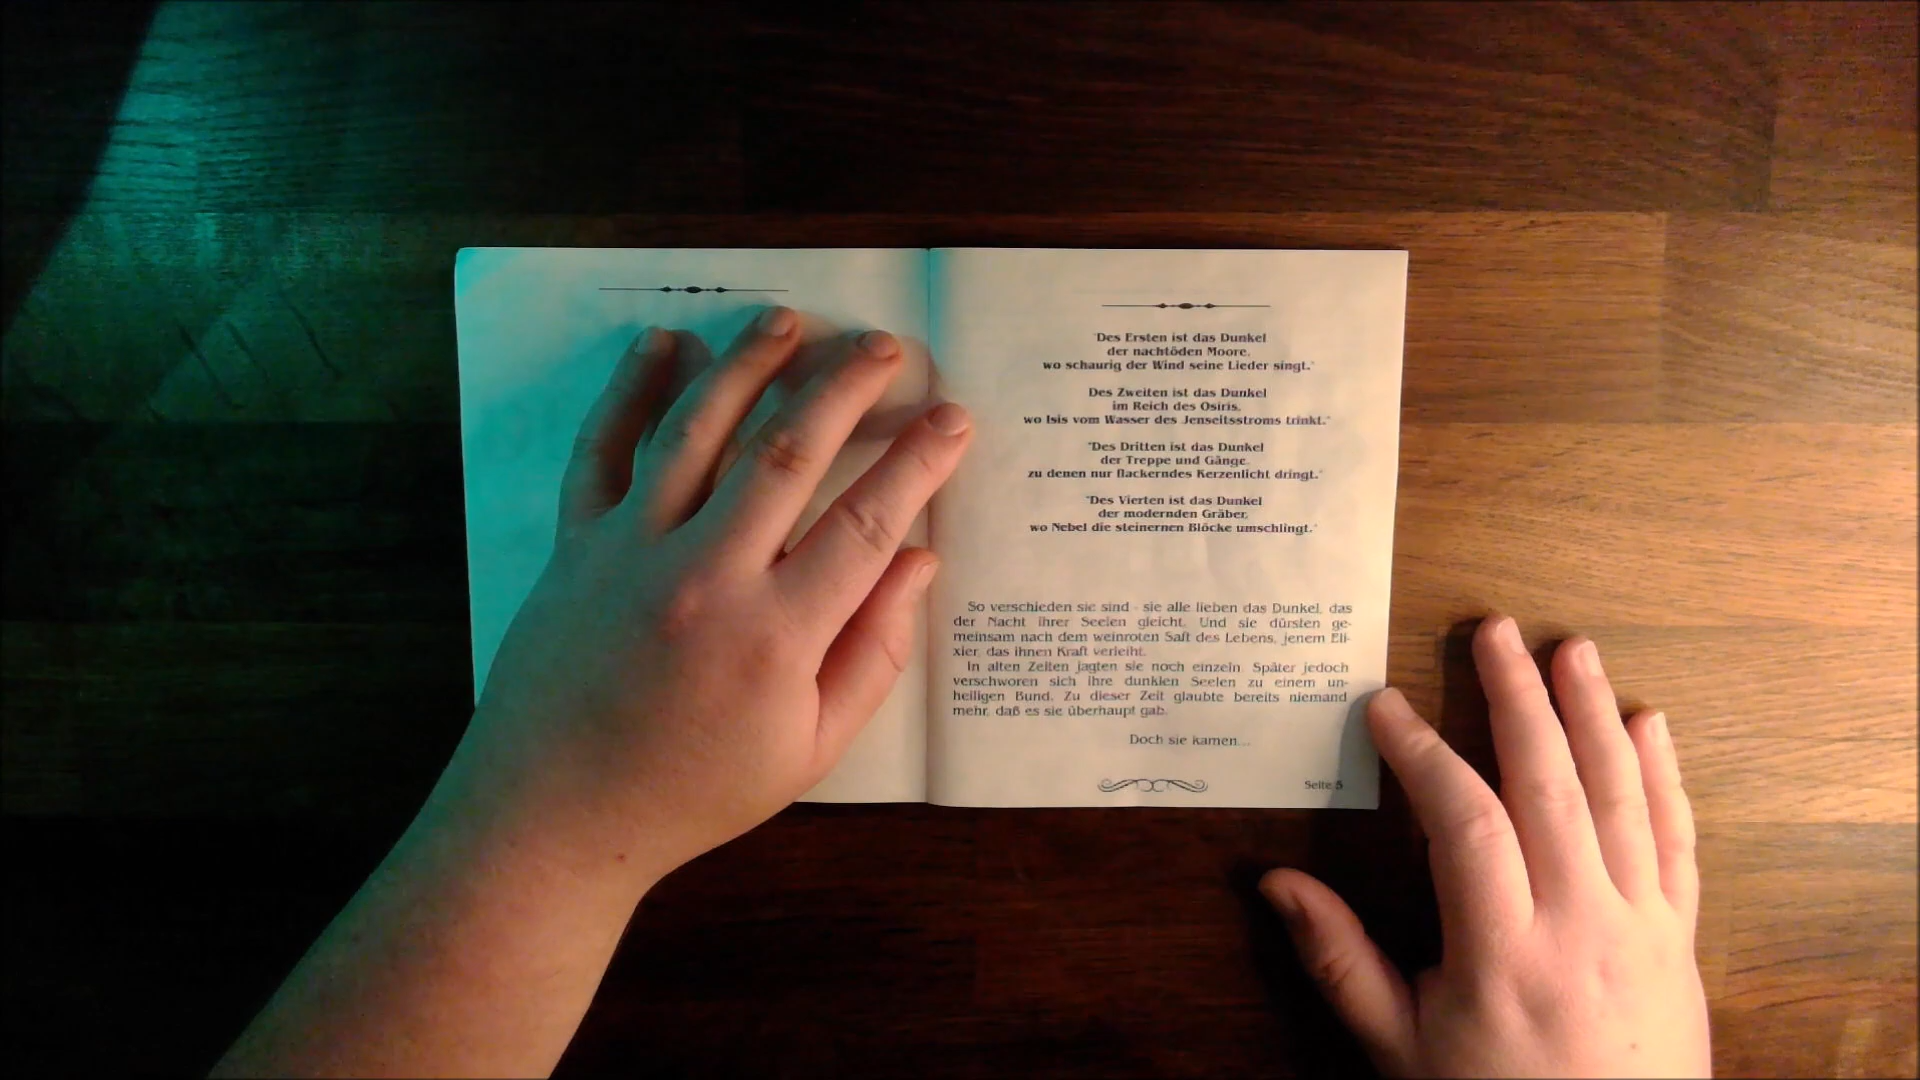 "Des Ersten ist das Dunkel
der nachtöden Moore,
wo schaurig der Wind seine Lieder singt."
Des Zweiten ist das Dunkel
im Reich des Osiris,
wo Isis vom Wasser des Jenseitsstroms trinkt."
"Des Dritten ist das Dunkel
der Treppe und Gänge,
zu denen nur flackerndes Kerzenlicht dringt."
"Des Vierten ist das Dunkel
der modernden Gräber,
wo Nebel die steinernen Blöcke umschlingt."
So verschieden sie sind - sie alle lieben das Dunkel, das
der Nacht ihrer Seelen gleicht. Und sie dürsten ge-
meinsam nach dem weinroten Saft des Lebens, jenem Eli-
xier, das ihnen Kraft verleiht.
In alten Zeiten jagten sie noch einzeln. Später jedoch
verschworen sich ihre dunklen Seelen zu einem un-
heiligen Bund. Zu dieser Zeit glaubte bereits niemand
mehr, daß es sie überhaupt gab.
Doch sie kamen...
Seite 5